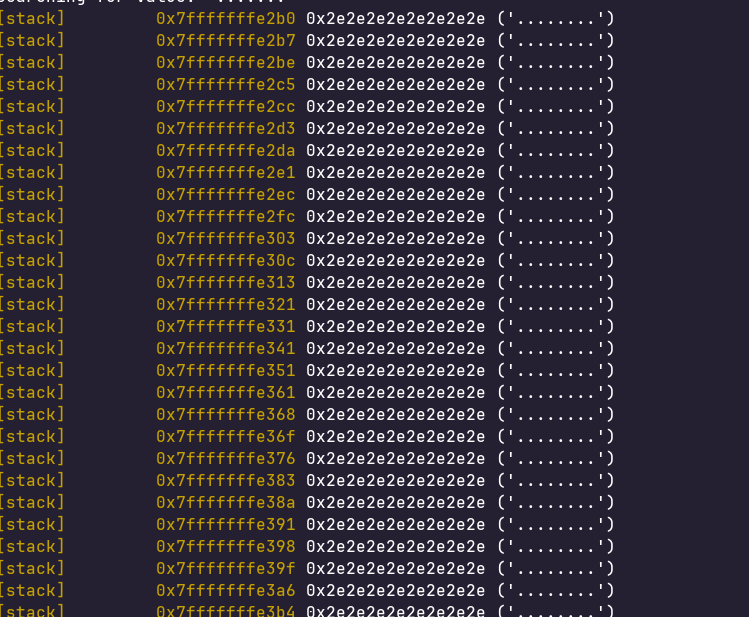 [stack] 0x7fffffffe2b0 0x2e2e2e2e2e2e2e2e ('........')
[stack] 0x7fffffffe2b7 0x2e2e2e2e2e2e2e2e ('........')
[stack] 0x7fffffffe2be 0x2e2e2e2e2e2e2e2e ('........')
[stack] 0x7fffffffe2c5 0x2e2e2e2e2e2e2e2e ('........')
[stack] 0x7fffffffe2cc 0x2e2e2e2e2e2e2e2e ('........')
[stack] 0x7fffffffe2d3 0x2e2e2e2e2e2e2e2e ('........')
[stack] 0x7fffffffe2da 0x2e2e2e2e2e2e2e2e ('........')
[stack] 0x7fffffffe2e1 0x2e2e2e2e2e2e2e2e ('........')
[stack] 0x7fffffffe2ec 0x2e2e2e2e2e2e2e2e ('........')
[stack] 0x7fffffffe2fc 0x2e2e2e2e2e2e2e2e ('........')
[stack] 0x7fffffffe303 0x2e2e2e2e2e2e2e2e ('........')
[stack] 0x7fffffffe30c 0x2e2e2e2e2e2e2e2e ('........')
[stack] 0x7fffffffe313 0x2e2e2e2e2e2e2e2e ('........')
[stack] 0x7fffffffe321 0x2e2e2e2e2e2e2e2e ('........')
[stack] 0x7fffffffe331 0x2e2e2e2e2e2e2e2e ('........')
[stack] 0x7fffffffe341 0x2e2e2e2e2e2e2e2e ('........')
[stack] 0x7fffffffe351 0x2e2e2e2e2e2e2e2e ('........')
[stack] 0x7fffffffe361 0x2e2e2e2e2e2e2e2e ('........')
[stack] 0x7fffffffe368 0x2e2e2e2e2e2e2e2e ('........')
[stack] 0x7fffffffe36f 0x2e2e2e2e2e2e2e2e ('........')
[stack] 0x7fffffffe376 0x2e2e2e2e2e2e2e2e ('........')
[stack] 0x7fffffffe383 0x2e2e2e2e2e2e2e2e ('........')
[stack] 0x7fffffffe38a 0x2e2e2e2e2e2e2e2e ('........')
[stack] 0x7fffffffe391 0x2e2e2e2e2e2e2e2e ('........')
[stack] 0x7fffffffe398 0x2e2e2e2e2e2e2e2e ('........')
[stack] 0x7fffffffe39f 0x2e2e2e2e2e2e2e2e ('........')
[stack] 0x7fffffffe3a6 0x2e2e2e2e2e2e2e2e ('........')
[stack] 0x7fffffffe3b4 0x2e2e2e2e2e2e2e2e ('........')